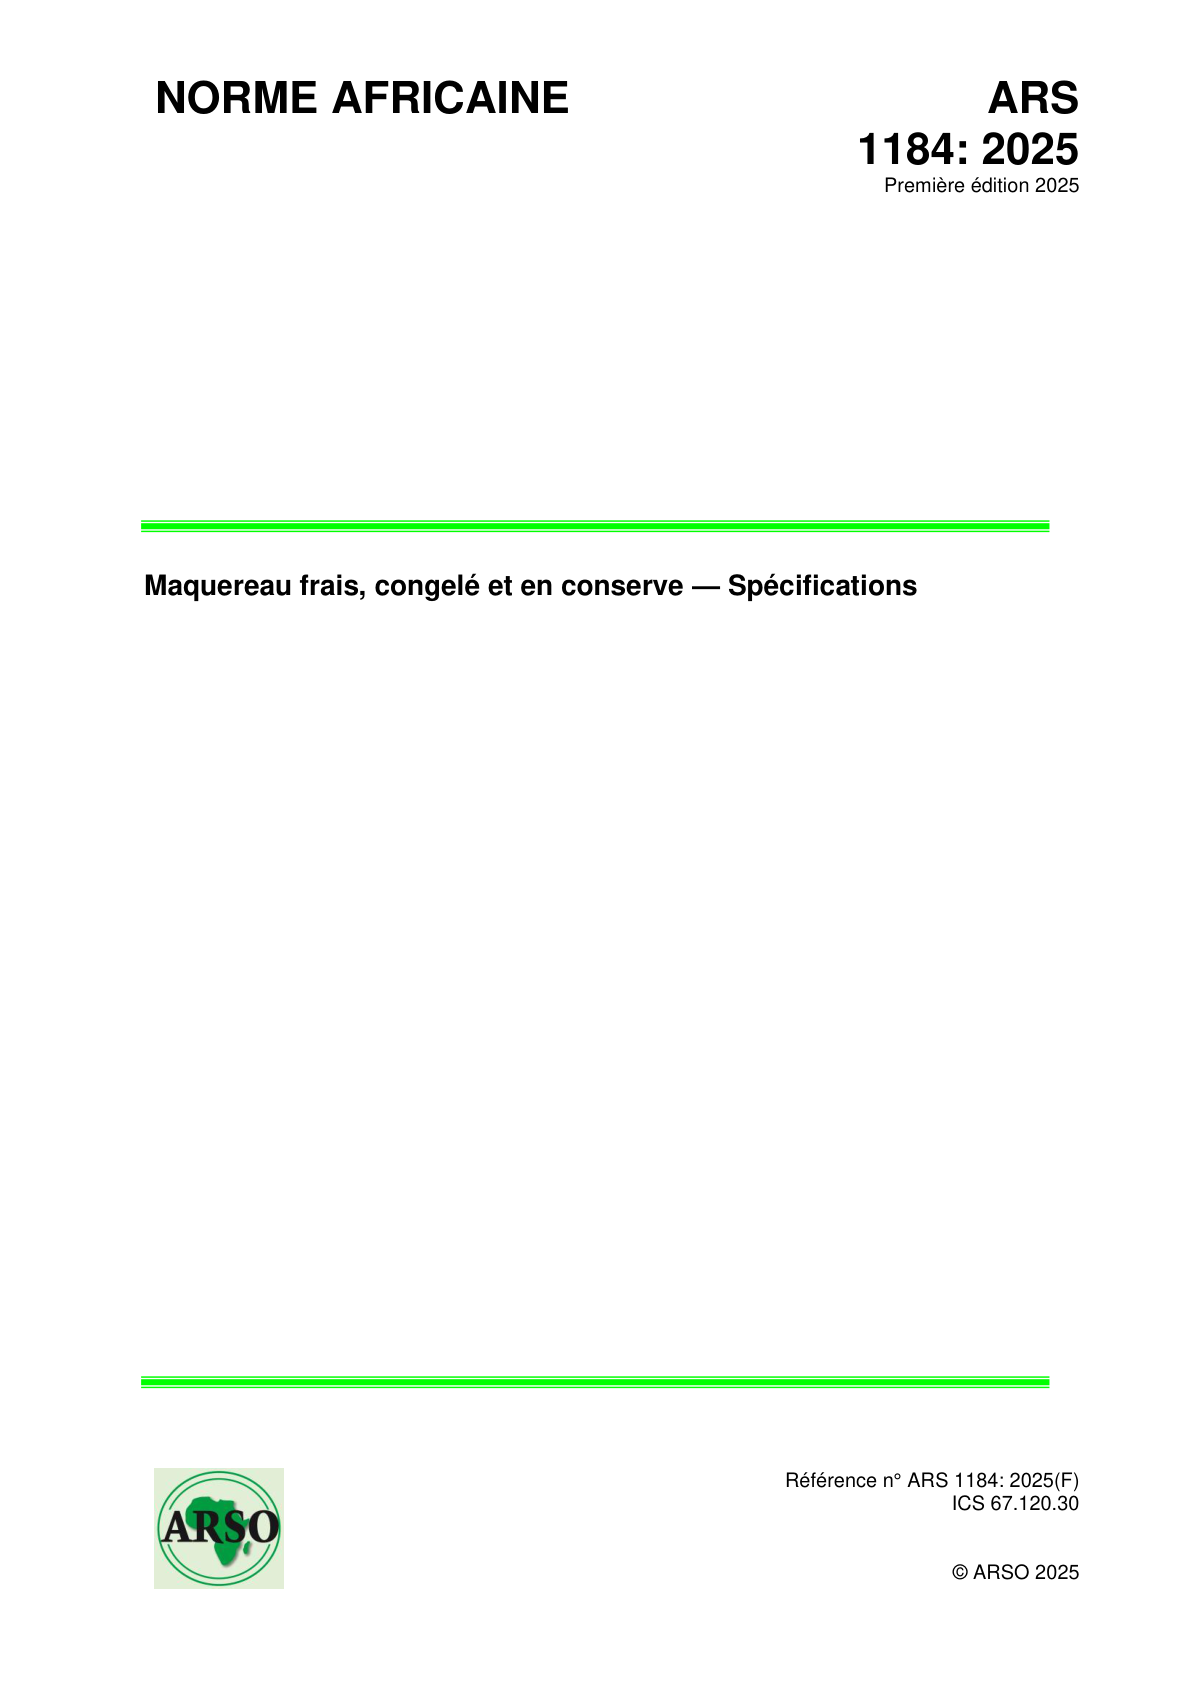 NORME AFRICAINE
ARS
1184: 2025
Première édition 2025
Maquereau frais, congelé et en conserve — Spécifications
ARSO
Référence n° ARS 1184: 2025(F)
ICS 67.120.30
© ARSO 2025